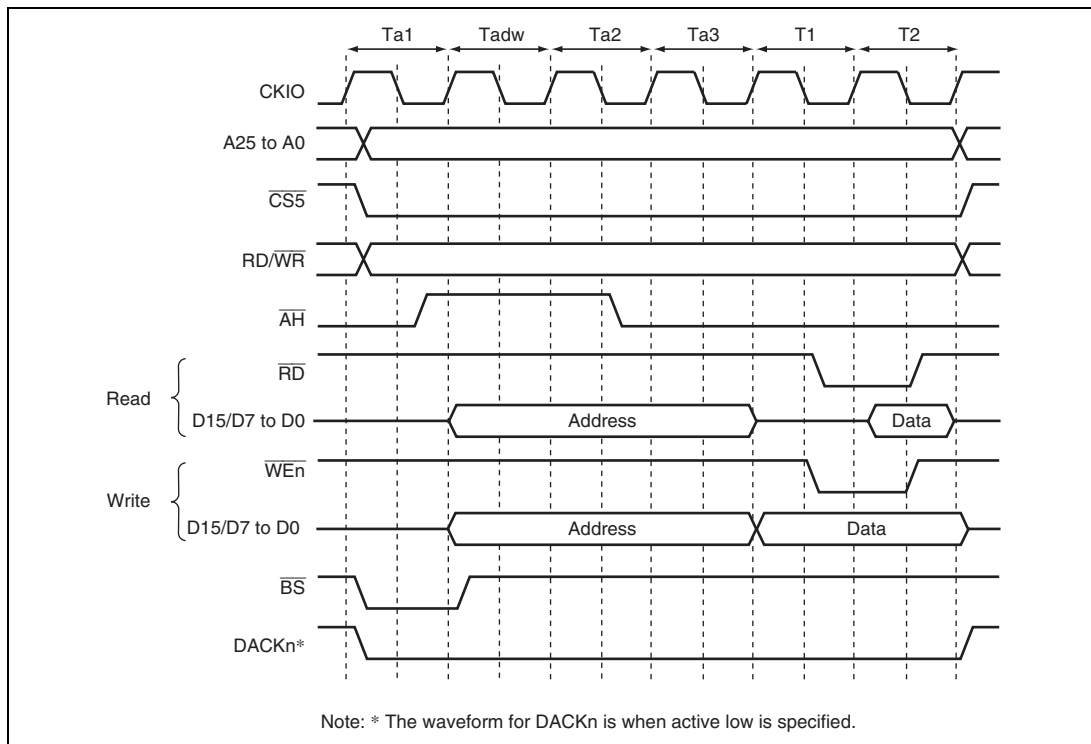 Ta1 Tadw Ta2 Ta3 T1 T2
CKIO
A25 to A0
CS5
RD/WR
AH
RD
Read
D15/D7 to D0 Address Data
WEn
Write
D15/D7 to D0 Address Data
BS
DACKn*
Note: * The waveform for DACKn is when active low is specified.